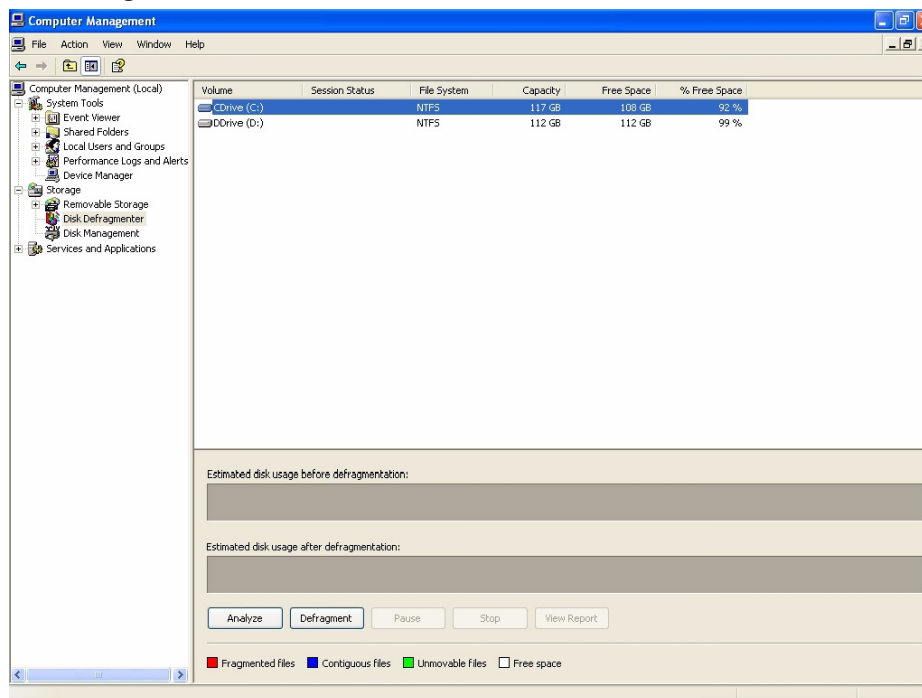 Computer Management
File Action View Window Help
Computer Management (Local)
System Tools
Event Viewer
Shared Folders
Local Users and Groups
Performance Logs and Alerts
Device Manager
Storage
Removable Storage
Disk Defragmenter
Disk Management
Services and Applications
Volume Session Status File System Capacity Free Space % Free Space
CDrive (C:) NTFS 117 GB 108 GB 92 %
DDrive (D:) NTFS 112 GB 112 GB 99 %
Estimated disk usage before defragmentation:
Estimated disk usage after defragmentation:
Analyze Defragment Pause Stop View Report
Fragmented files Contiguous files Unmovable files Free space